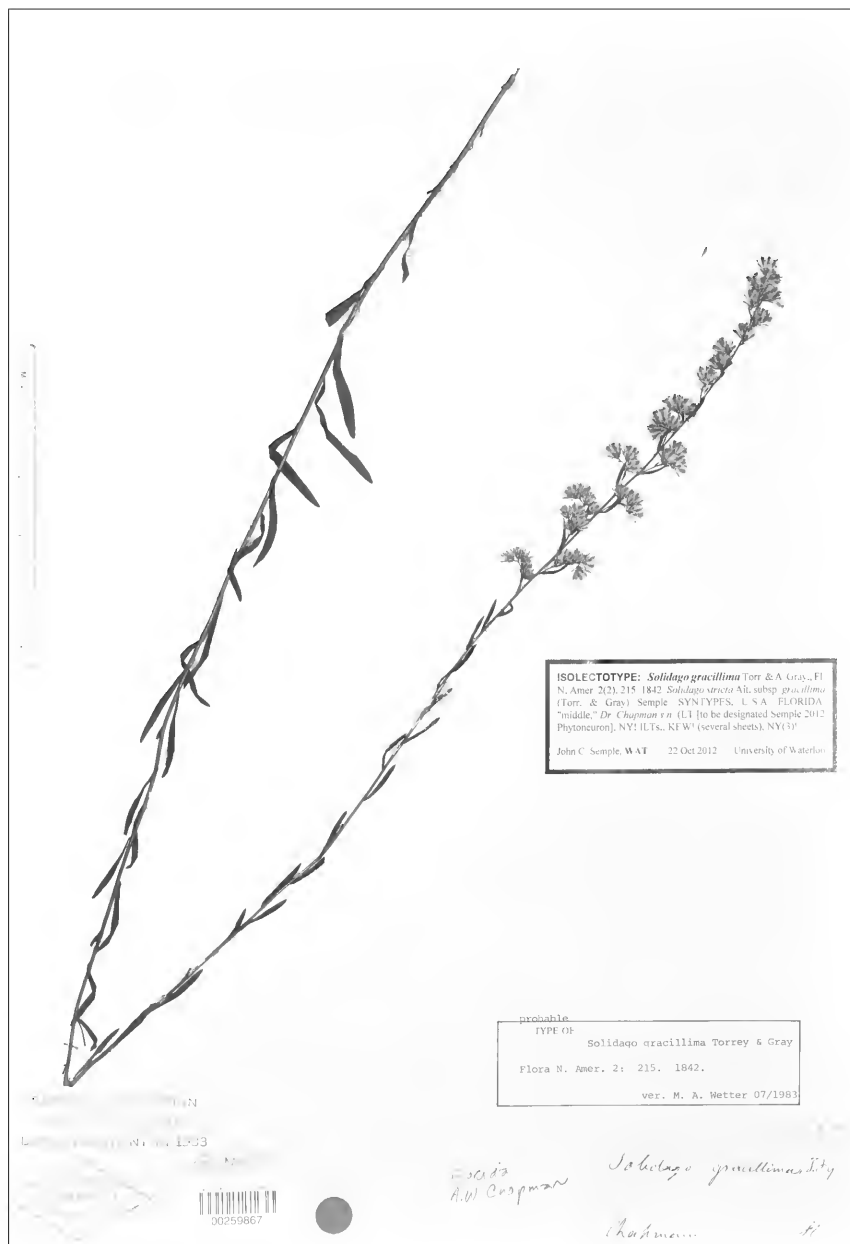 ISOLECTOTYPE: Solidago gracillima Torr. & A. Gray., Fl
N. Amer. 2(2). 215 1842 Solidago stricta Ait. subsp. gracillima
(Torr. & Gray) Semple SYNTYPES. U.S.A. FLORIDA
"middle," Dr. Chapman s.n. (LT [to be designated Semple 2012
Phytoneuron], NY! ILTs.. KEW! (several sheets), NY(3)!
John C. Semple, WAT 22 Oct 2012 University of Waterloo
probable
TYPE OF
Solidago gracillima Torrey & Gray
Flora N. Amer. 2: 215. 1842.
ver. M. A. Wetter 07/1983
Solidago gracillima
A.W. Chapman
00259867
Chapman